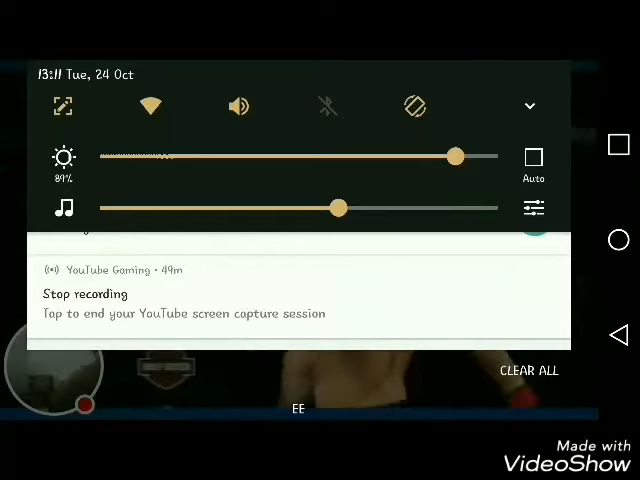 13:11 Tue, 24 Oct
89%
Auto
YouTube Gaming • 49m
Stop recording
Tap to end your YouTube screen capture session
CLEAR ALL
EE
Made with
VideoShow